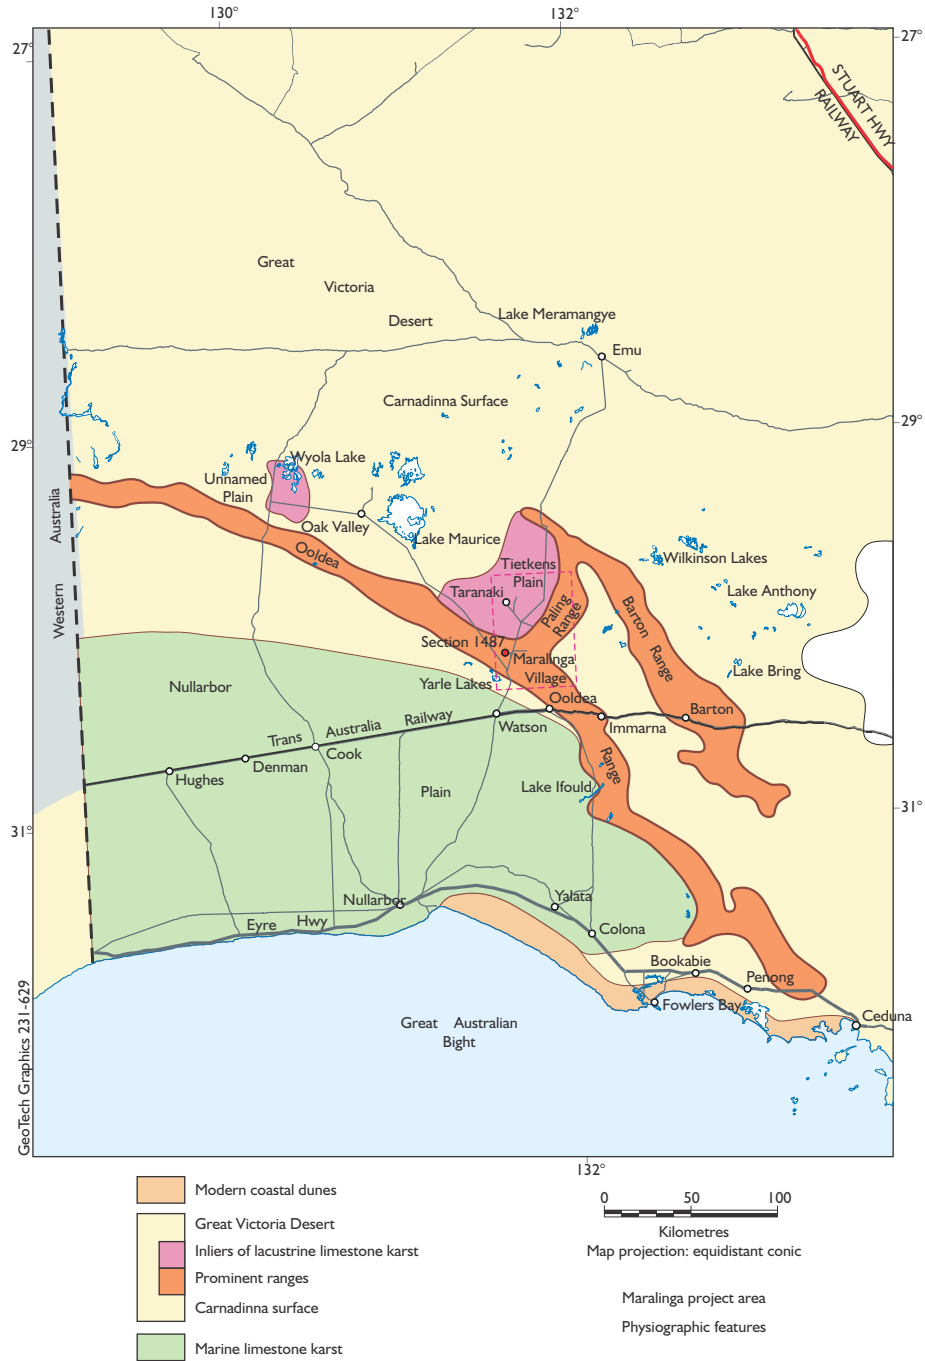 130°
132°
27°
27°
STUART HWY
RAILWAY
Great
Victoria
Desert
Lake Meramangye
Emu
Carnadinna Surface
29°
29°
Wyola Lake
Unnamed
Plain
Oak Valley
Lake Maurice
Ooldea
Tietkens
Plain
Taranaki
Wilkinson Lakes
Lake Anthony
Paling
Range
Barton
Range
Section 1487
Maralinga
Village
Lake Bring
Yarle Lakes
Ooldea
Barton
Western
Australia
Nullarbor
Trans
Australia
Railway
Watson
Immarna
Cook
Denman
Hughes
Range
Plain
Lake Ifould
31°
31°
Nullarbor
Yalata
Eyre
Hwy
Colona
Bookabie
Penong
Fowlers Bay
Ceduna
Great Australian
Bight
GeoTech Graphics 231-629
132°
Modern coastal dunes
Great Victoria Desert
Inliers of lacustrine limestone karst
Prominent ranges
Carnadinna surface
Marine limestone karst
0 50 100
Kilometres
Map projection: equidistant conic
Maralinga project area
Physiographic features